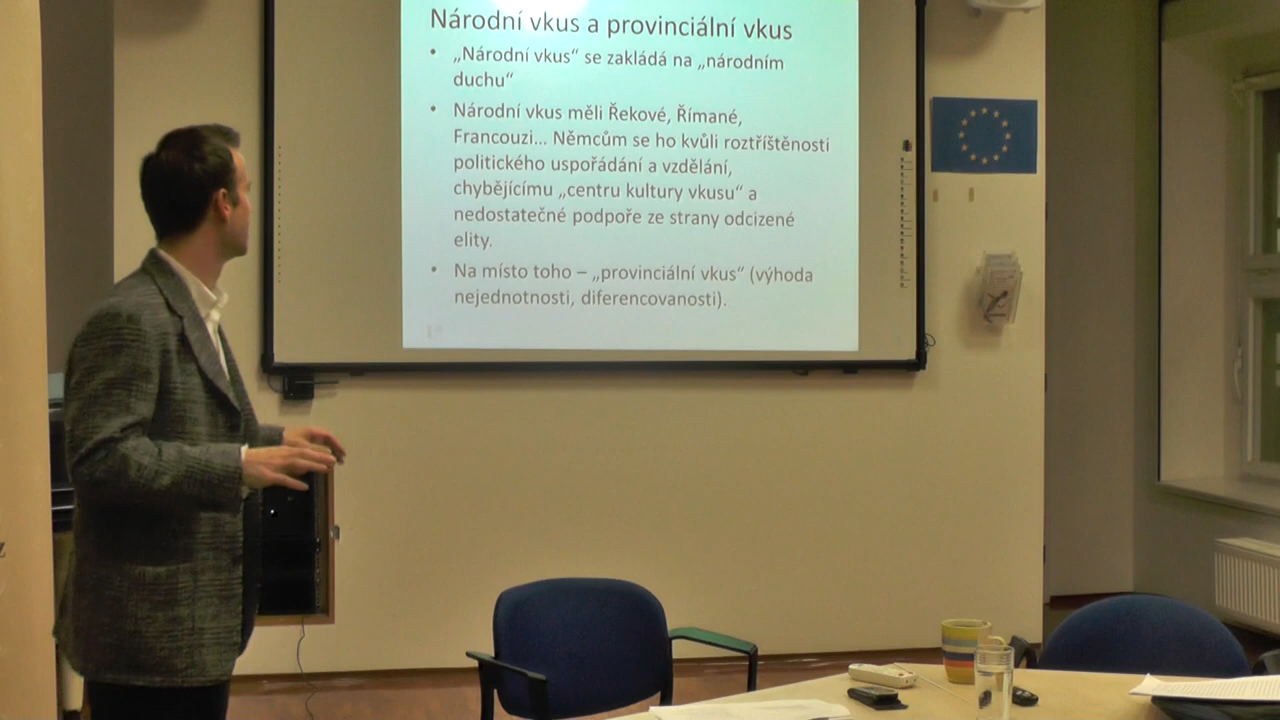 Národní vkus a provinciální vkus
• „Národní vkus“ se zakládá na „národním
duchu“
• Národní vkus měli Řekové, Římané,
Francouzi... Němcům se ho kvůli roztříštěnosti
politického uspořádání a vzdělání,
chybějícímu „centru kultury vkusu“ a
nedostatečné podpoře ze strany odcizené
elity.
• Na místo toho – „provinciální vkus“ (výhoda
nejednotnosti, diferencovanosti).